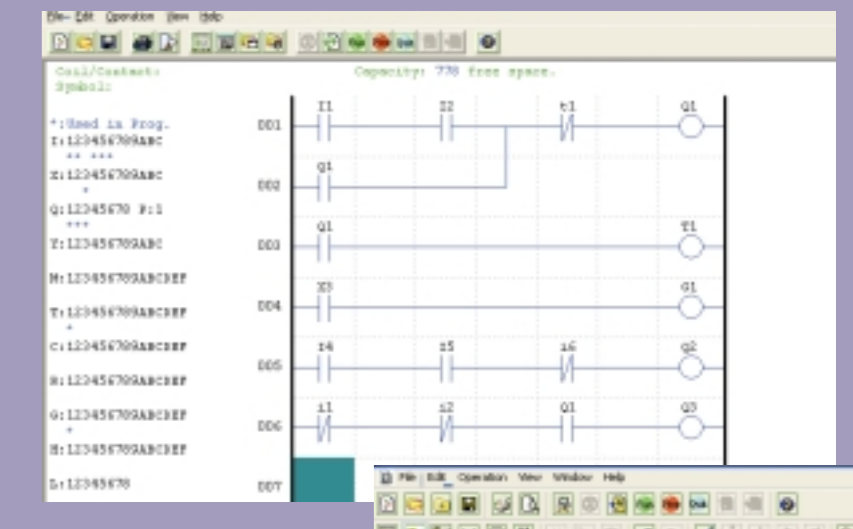 File Edit Operation View Help
Coil/Contact:
Symbol:
Capacity: 778 free space.
*:Used in Prog.
I:123456789ABC
** ***
X:123456789ABC
*
Q:12345678 P:1
***
Y:123456789ABC
M:123456789ABCDEF
T:123456789ABCDEF
*
C:123456789ABCDEF
R:123456789ABCDEF
G:123456789ABCDEF
*
H:123456789ABCDEF
L:12345678
001 I1 I2 t1 Q1
002 Q1
003 Q1 T1
004 X3 G1
005 I4 I5 i6 Q2
006 i1 i2 Q1 Q3
007
File Edit Operation View Window Help